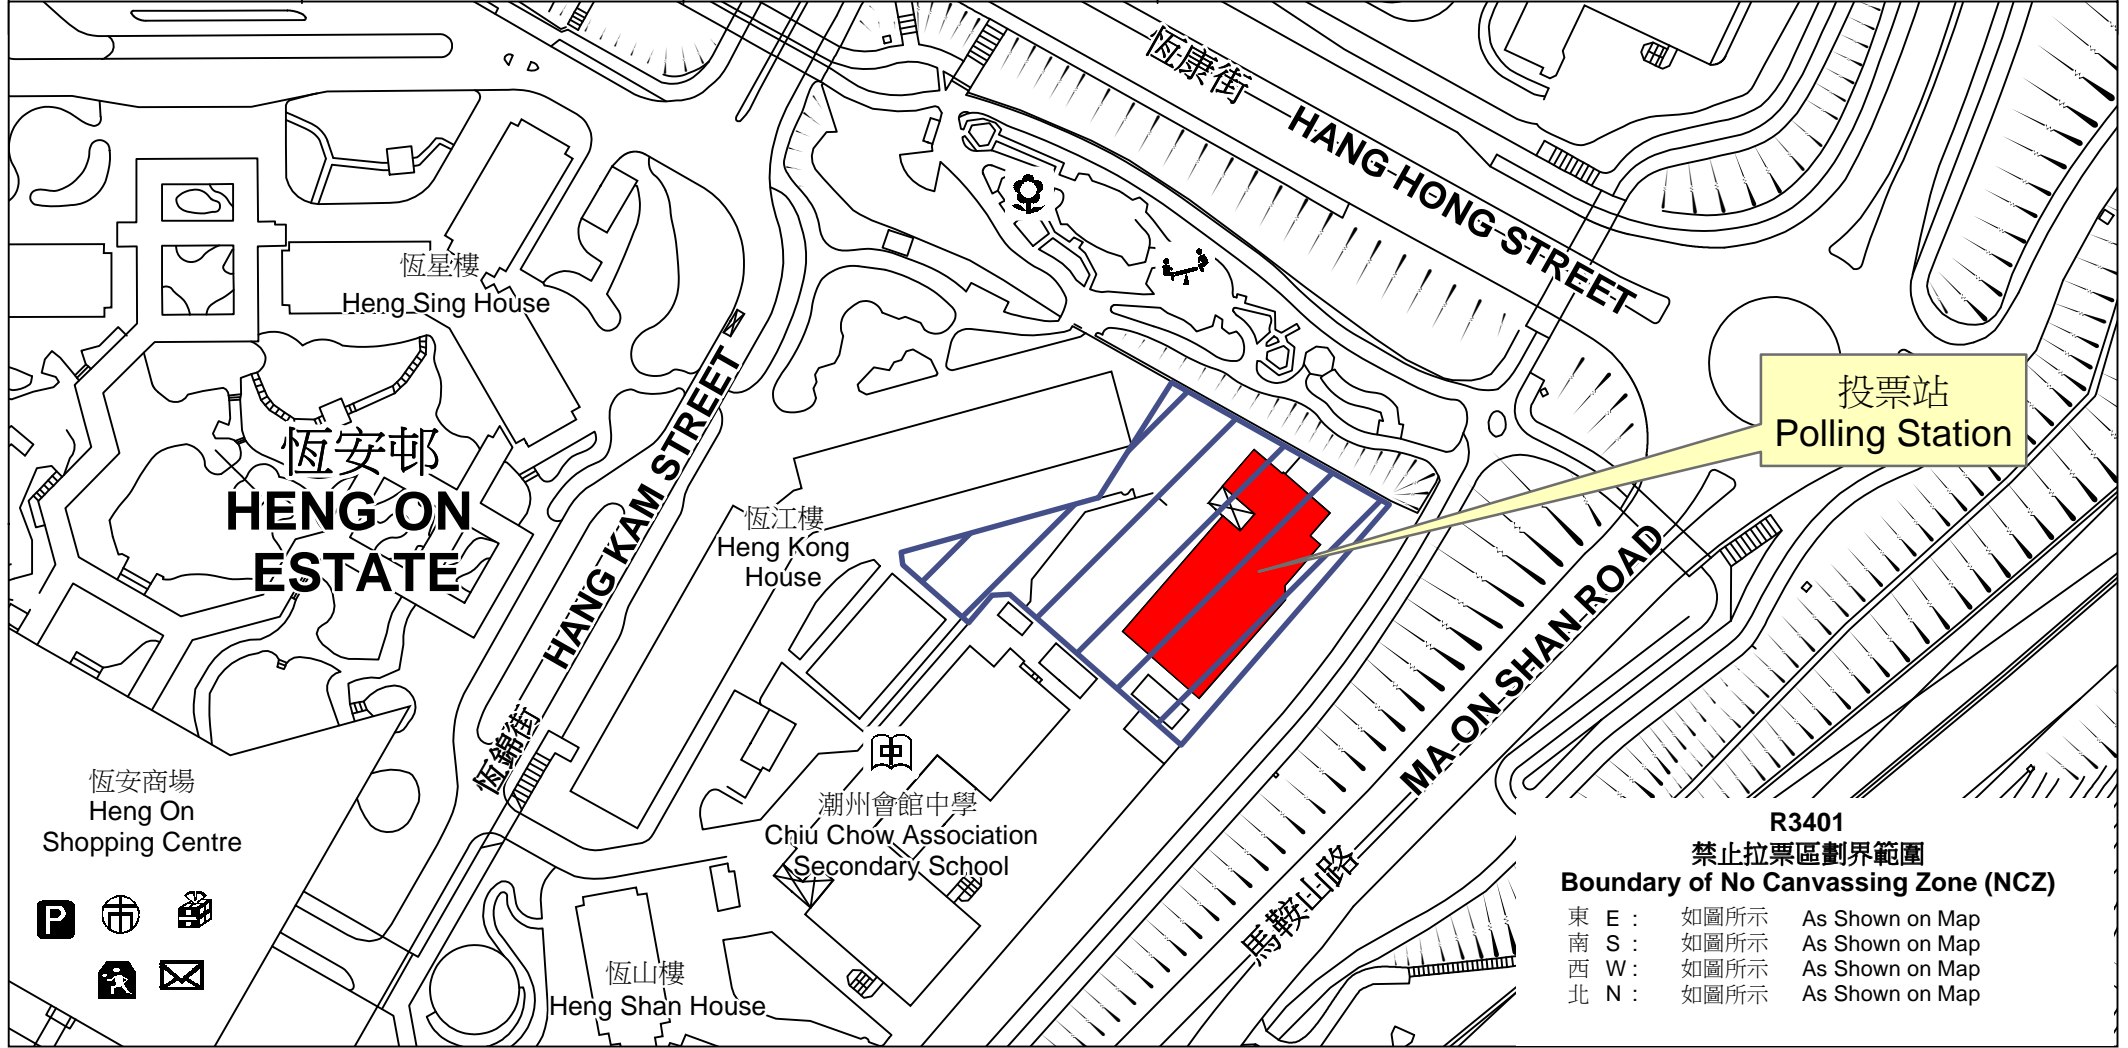 恆康街
HANG HONG STREET
恆星樓
Heng Sing House
投票站
Polling Station
恆安邨
HENG ON
ESTATE
HANG KAM STREET
恆錦街
恆江樓
Heng Kong
House
MA ON SHAN ROAD
馬鞍山路
中
恆安商場
Heng On
Shopping Centre
潮州會館中學
Chiu Chow Association
Secondary School
P
市
恆山樓
Heng Shan House
R3401
禁止拉票區劃界範圍
Boundary of No Canvassing Zone (NCZ)
東 E : 如圖所示 As Shown on Map
南 S : 如圖所示 As Shown on Map
西 W : 如圖所示 As Shown on Map
北 N : 如圖所示 As Shown on Map